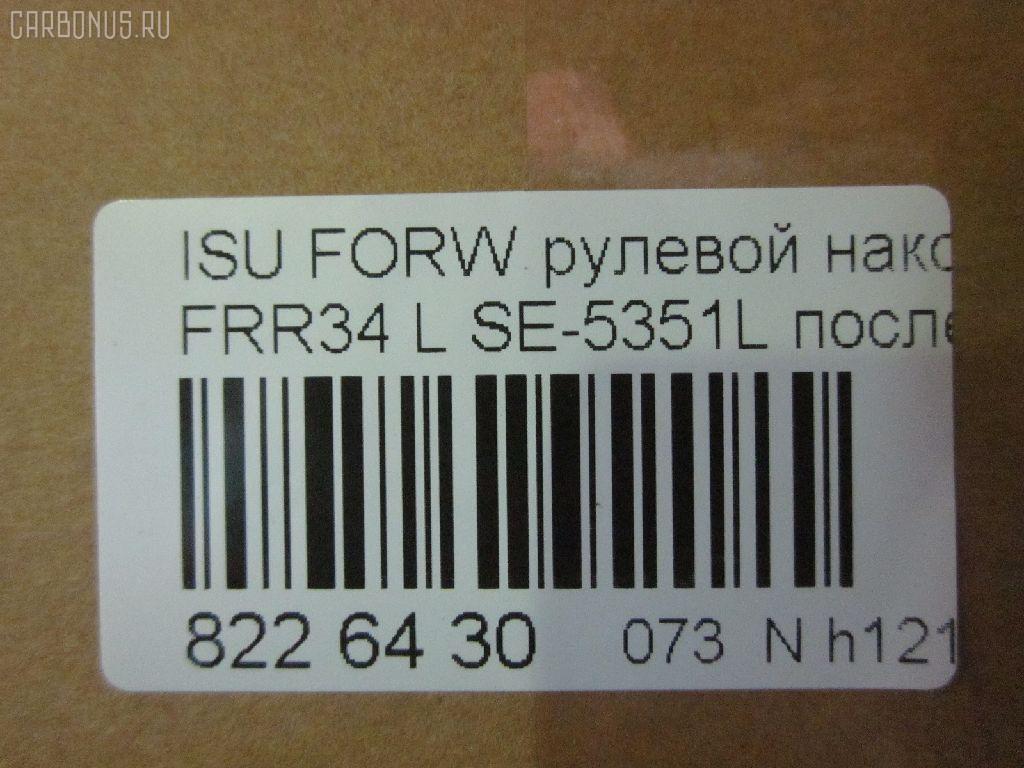 CARBONUS.RU
ISU FORW рулевой нако
FRR34 L SE-5351L после
822 64 30 073 N h121